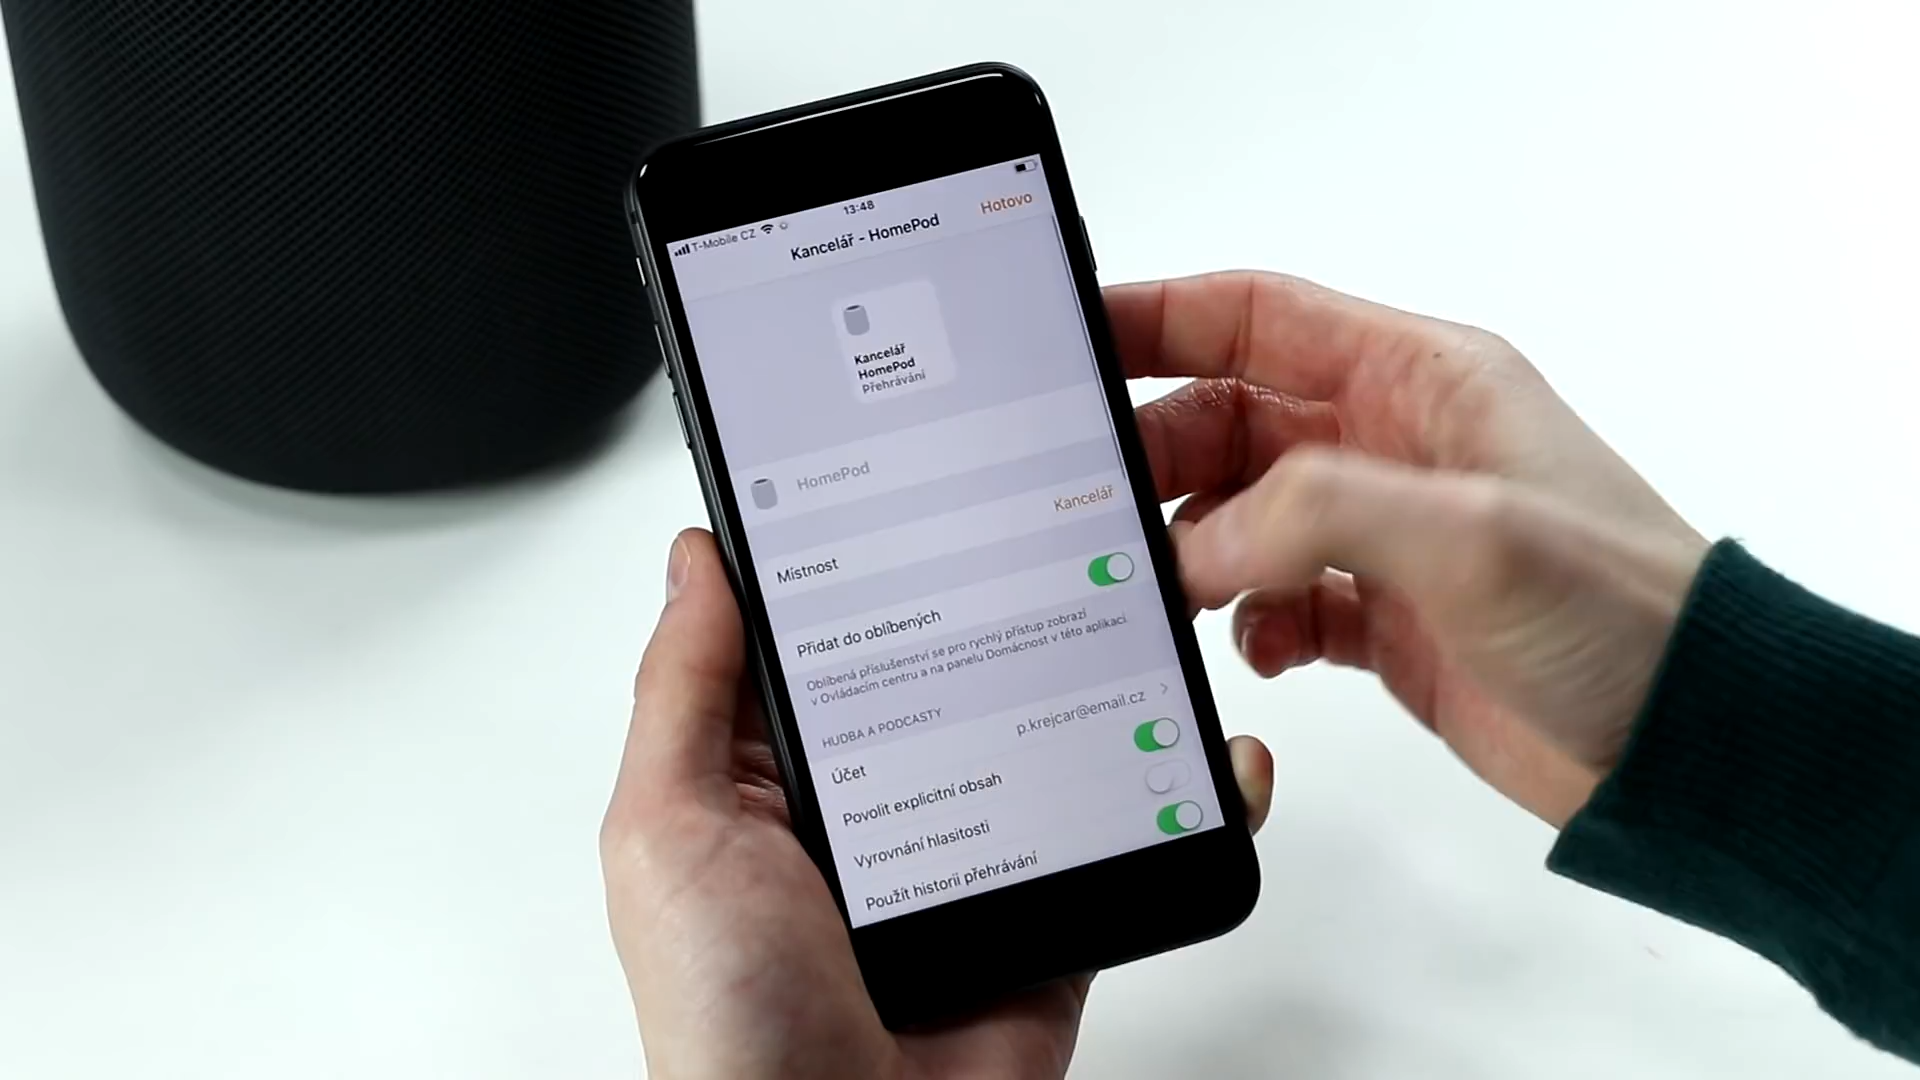 T-Mobile CZ
13:48
Kancelář - HomePod
Hotovo
Kancelář
HomePod
Přehrávání
HomePod
Místnost
Kancelář
Přidat do oblíbených
Oblíbená příslušenství se pro rychlý přístup zobrazí
v Ovládacím centru a na panelu Domácnost v této aplikaci.
HUDBA A PODCASTY
Účet
p.krejcar@email.cz
Povolit explicitní obsah
Vyrovnání hlasitosti
Použít historii přehrávání